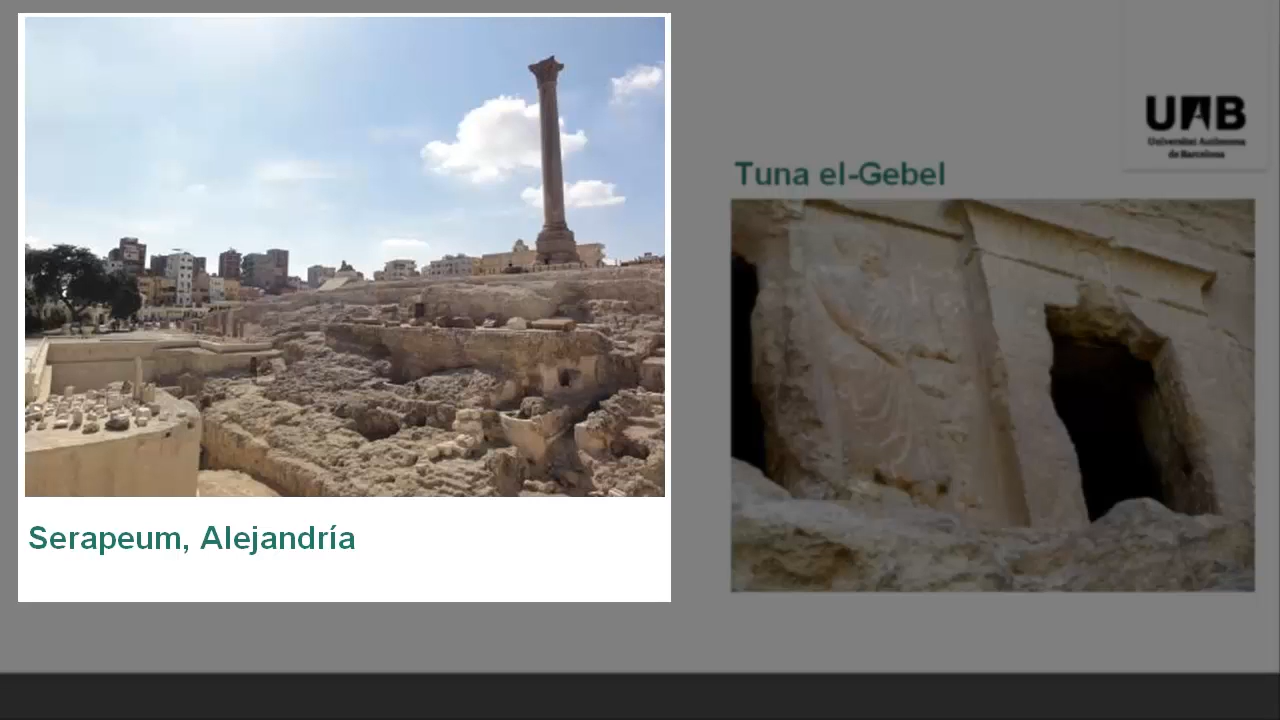 Serapeum, Alejandría
Tuna el-Gebel
UAB
Universitat Autònoma
de Barcelona